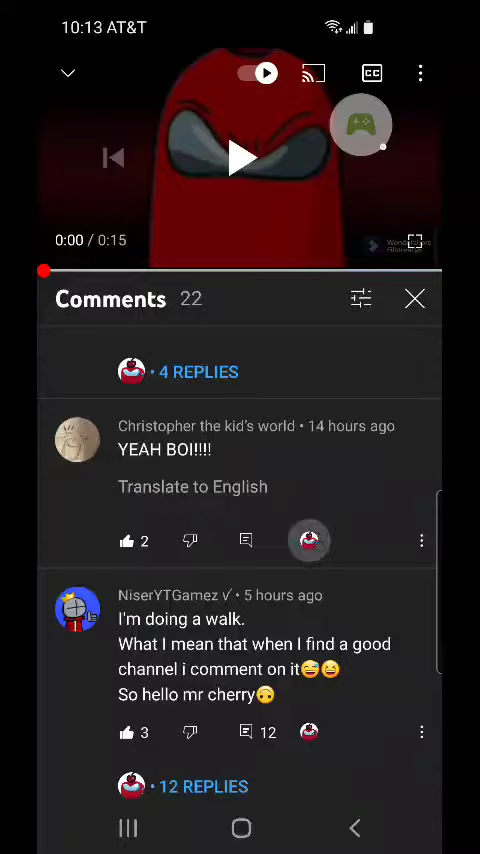 10:13 AT&T
CC
0:00 / 0:15
Wondershare
Filmora
Comments 22
• 4 REPLIES
Christopher the kid's world • 14 hours ago
YEAH BOI!!!!
Translate to English
2
NiserYTGamez √ • 5 hours ago
I'm doing a walk.
What I mean that when I find a good
channel i comment on it😅😆
So hello mr cherry🙃
3 12
• 12 REPLIES